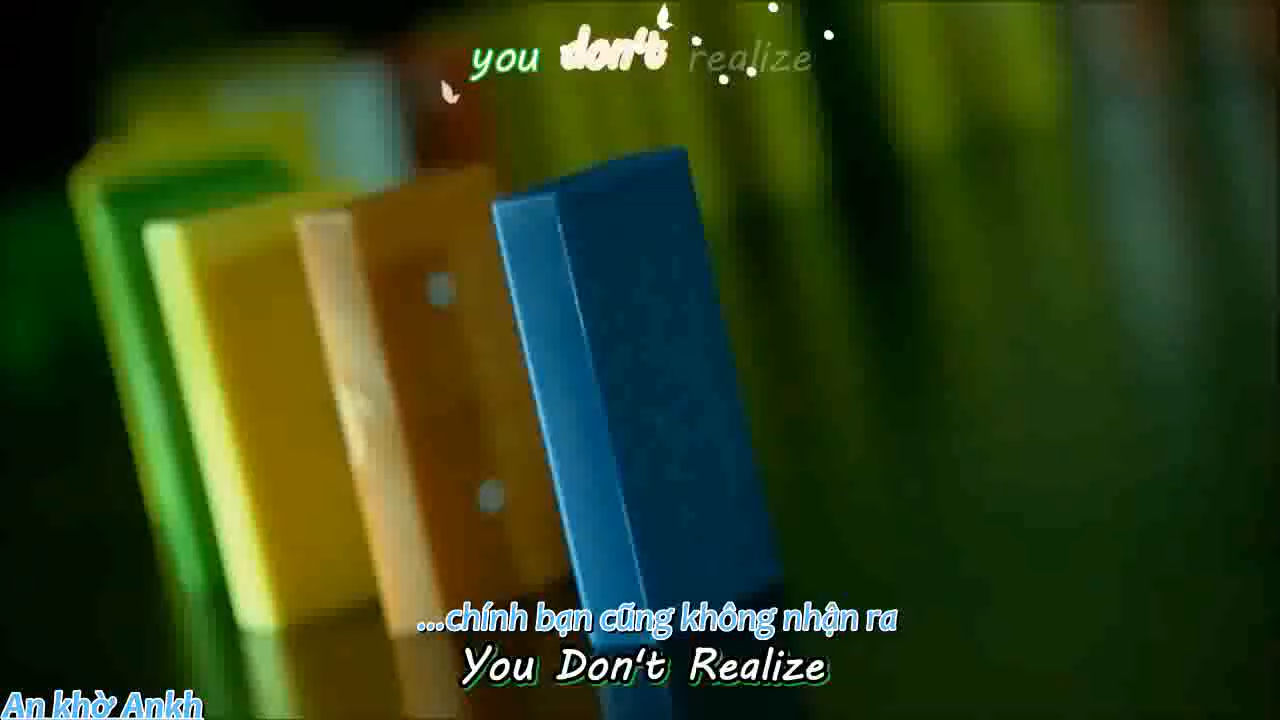 you don't realize
...chính bạn cũng không nhận ra
You Don't Realize
An khờ Ankh